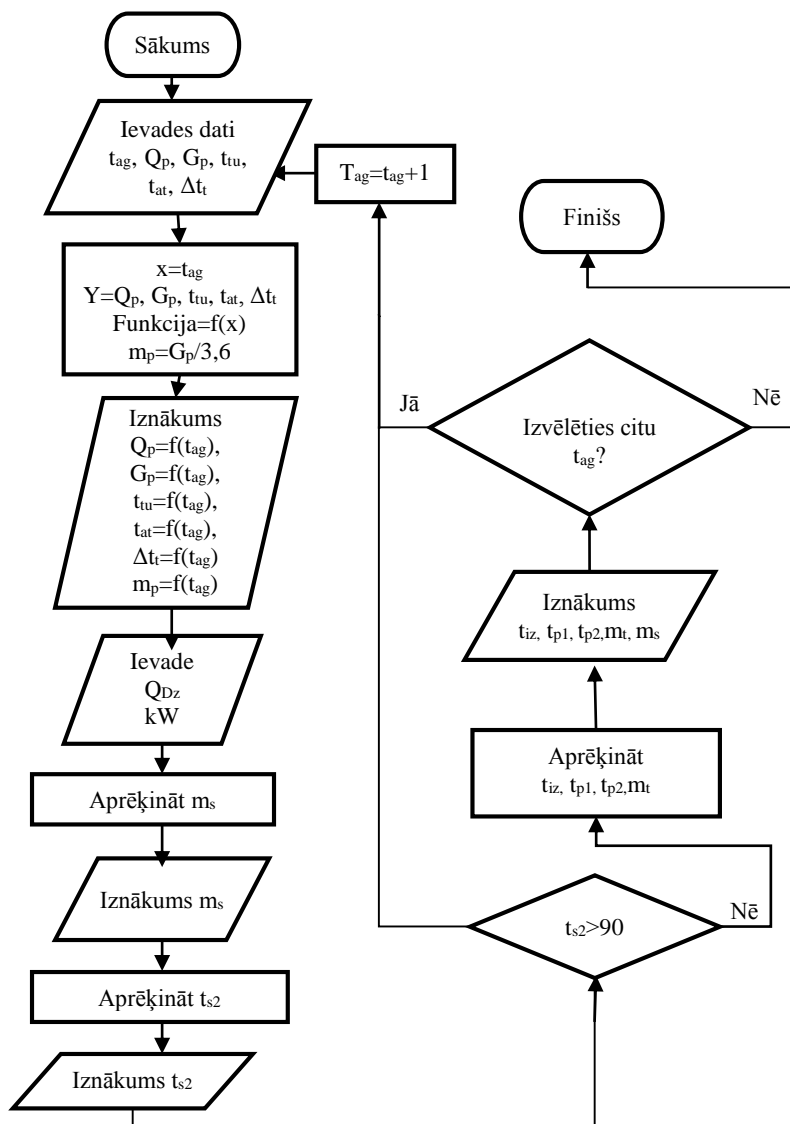 Sākums
Ievades dati
tag, Qp, Gp, ttu,
tat, Δtt
Tag=tag+1
x=tag
Y=Qp, Gp, ttu, tat, Δtt
Funkcija=f(x)
mp=Gp/3,6
Iznākums
Qp=f(tag),
Gp=f(tag),
ttu=f(tag),
tat=f(tag),
Δtt=f(tag)
mp=f(tag)
Ievade
QDz
kW
Aprēķināt ms
Iznākums ms
Aprēķināt ts2
Iznākums ts2
ts2>90
Nē
Aprēķināt
tiz, tp1, tp2,mt
Iznākums
tiz, tp1, tp2,mt, ms
Izvēlēties citu
tag?
Jā
Nē
Finišs